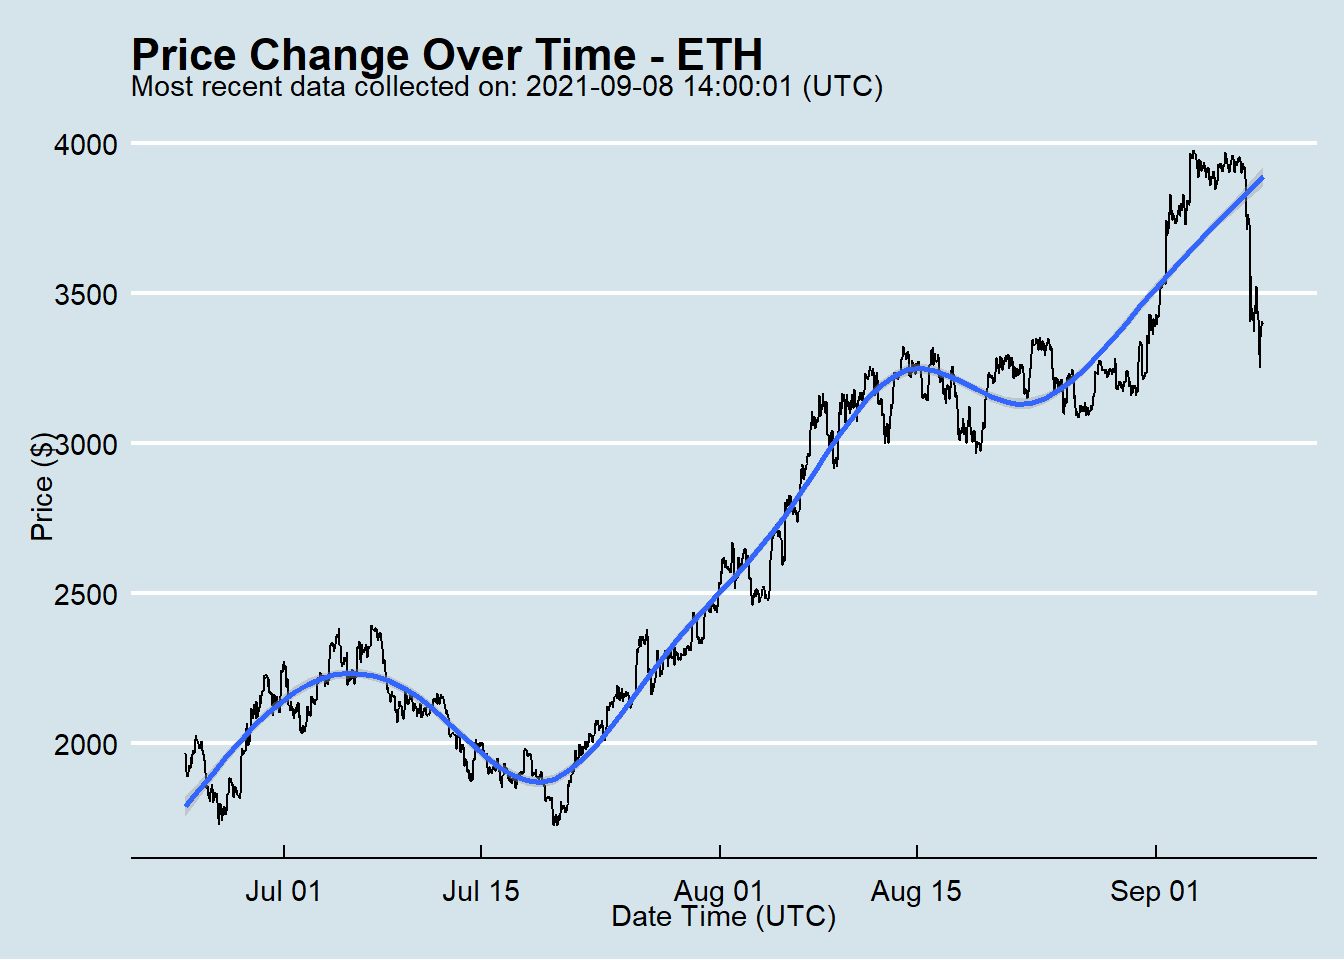 Price Change Over Time - ETH
Most recent data collected on: 2021-09-08 14:00:01 (UTC)
4000
3500
3000
2500
2000
Price ($)
Jul 01
Jul 15
Aug 01
Aug 15
Sep 01
Date Time (UTC)